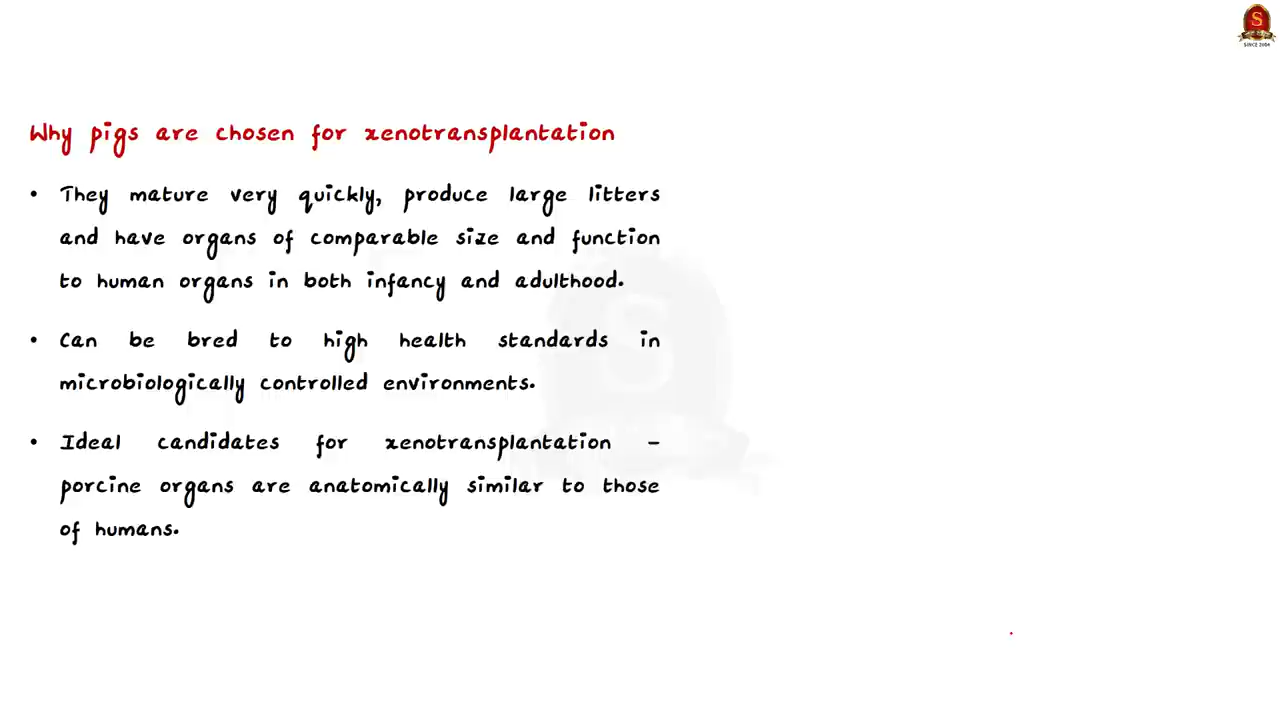 S
SINCE 2004
Why pigs are chosen for xenotransplantation
• They mature very quickly, produce large litters
and have organs of comparable size and function
to human organs in both infancy and adulthood.
• Can be bred to high health standards in
microbiologically controlled environments.
• Ideal candidates for xenotransplantation –
porcine organs are anatomically similar to those
of humans.